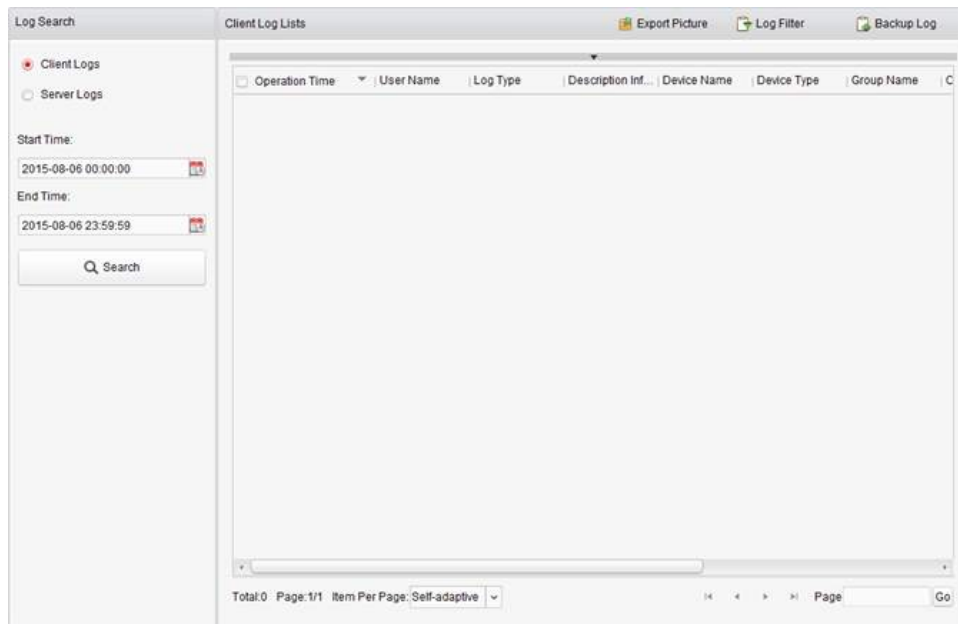 Log Search
Client Logs
Server Logs
Start Time:
2015-08-06 00:00:00
End Time:
2015-08-06 23:59:59
Search
Client Log Lists
Export Picture
Log Filter
Backup Log
Operation Time User Name Log Type Description Inf... Device Name Device Type Group Name C
Total:0 Page:1/1 Item Per Page: Self-adaptive
Page Go